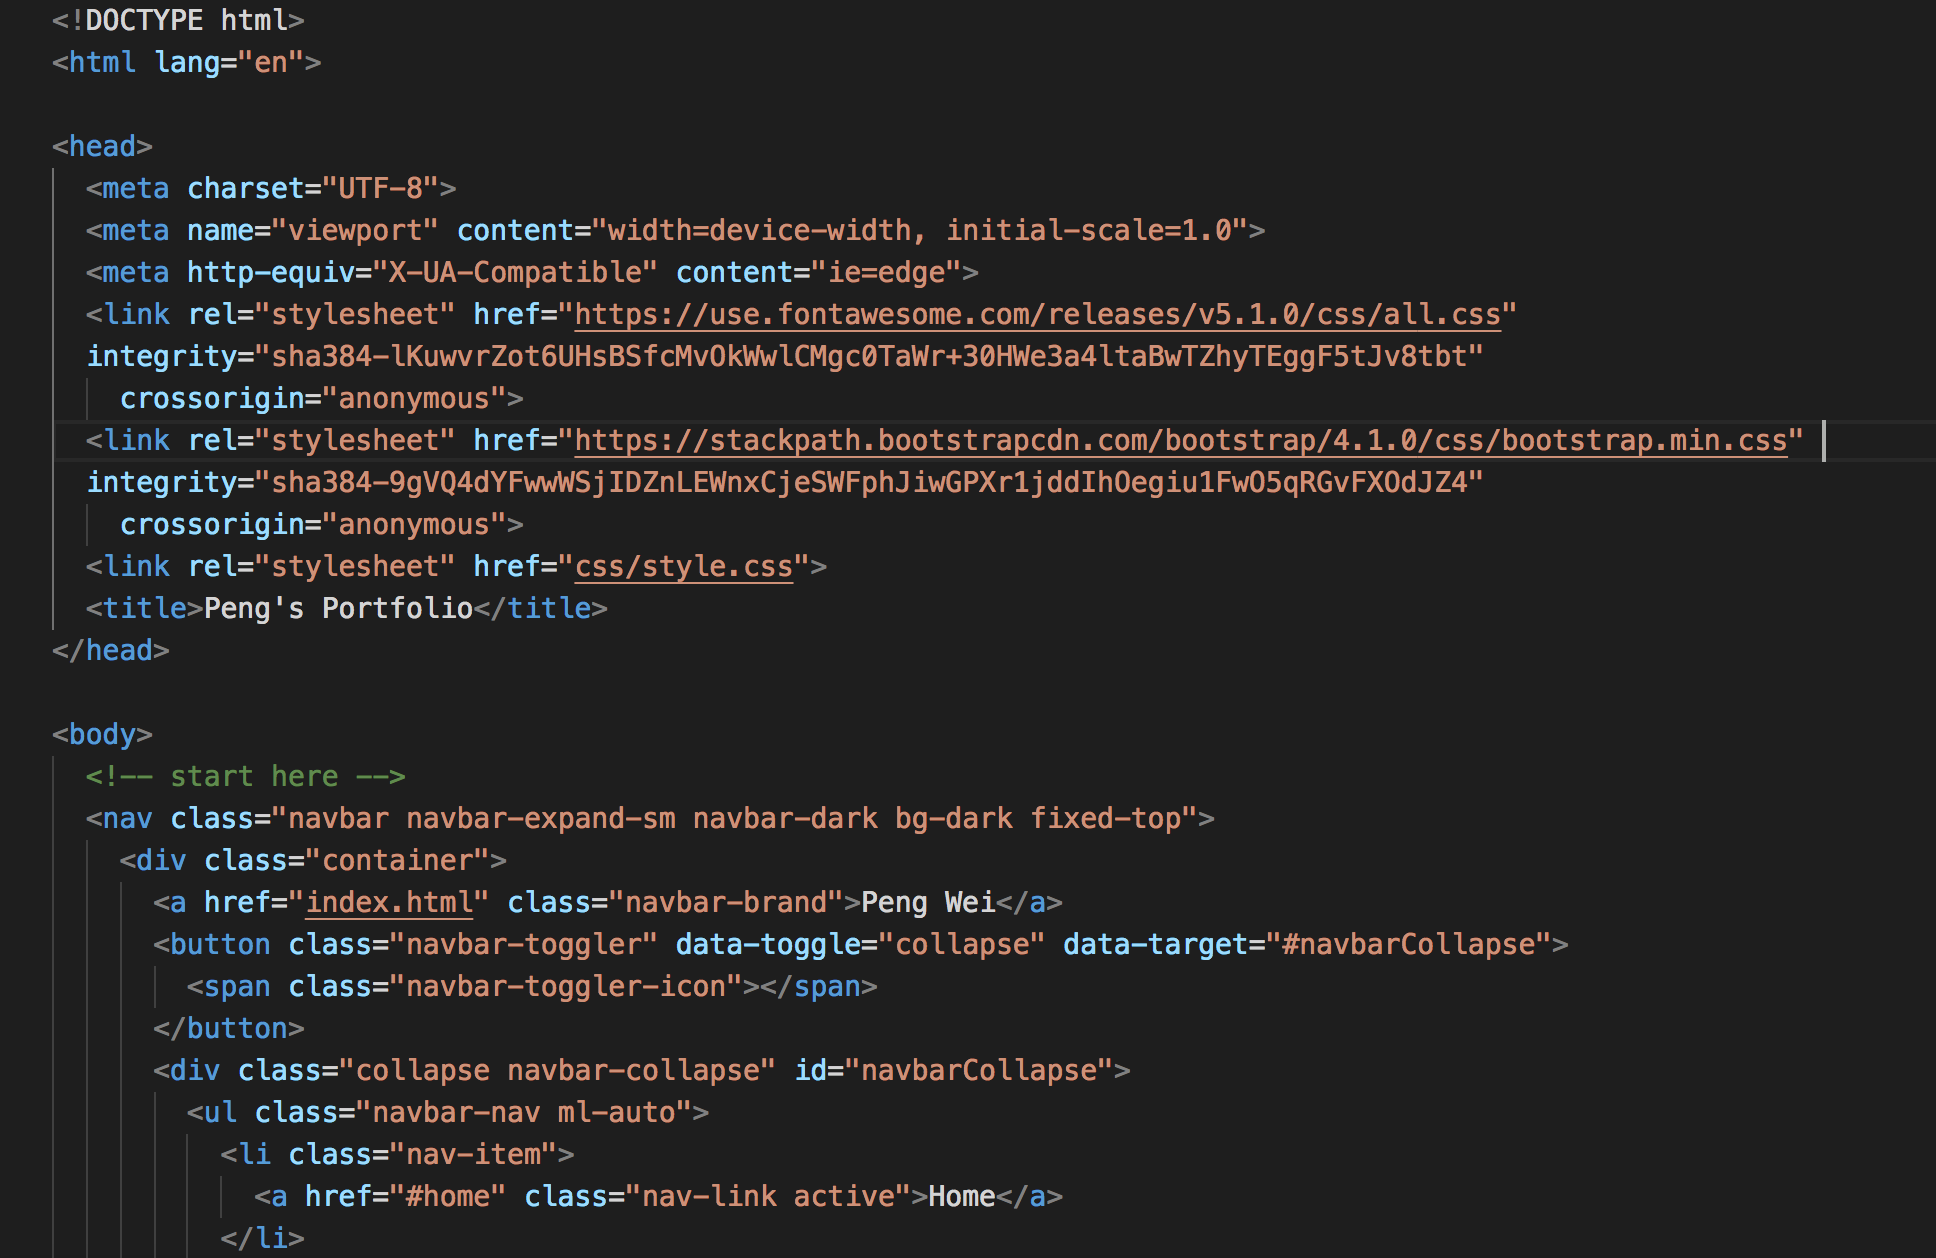 <!DOCTYPE html>
<html lang="en">
<head>
<meta charset="UTF-8">
<meta name="viewport" content="width=device-width, initial-scale=1.0">
<meta http-equiv="X-UA-Compatible" content="ie=edge">
<link rel="stylesheet" href="https://use.fontawesome.com/releases/v5.1.0/css/all.css"
integrity="sha384-lKuwvrZot6UHsBSfcMvOkWwlCMgc0TaWr+30HWe3a4ltaBwTZhyTEggF5tJv8tbt"
crossorigin="anonymous">
<link rel="stylesheet" href="https://stackpath.bootstrapcdn.com/bootstrap/4.1.0/css/bootstrap.min.css"
integrity="sha384-9gVQ4dYFwwWSjIDZnLEWnxCjeSWFphJiwGPXr1jddIhOegiu1FwO5qRGvFXOdJZ4"
crossorigin="anonymous">
<link rel="stylesheet" href="css/style.css">
<title>Peng's Portfolio</title>
</head>
<body>
<!-- start here -->
<nav class="navbar navbar-expand-sm navbar-dark bg-dark fixed-top">
<div class="container">
<a href="index.html" class="navbar-brand">Peng Wei</a>
<button class="navbar-toggler" data-toggle="collapse" data-target="#navbarCollapse">
<span class="navbar-toggler-icon"></span>
</button>
<div class="collapse navbar-collapse" id="navbarCollapse">
<ul class="navbar-nav ml-auto">
<li class="nav-item">
<a href="#home" class="nav-link active">Home</a>
</li>